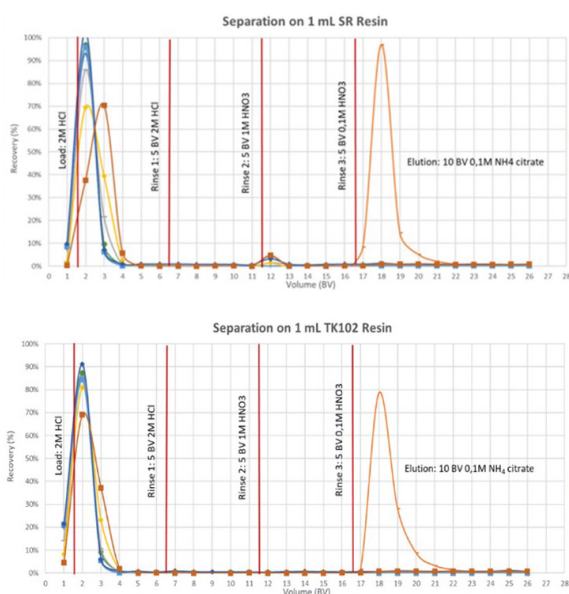 Separation on 1 mL SR Resin
100%
90%
80%
70%
60%
50%
40%
30%
20%
10%
0%
Recovery (%)
Load: 2M HCl
Rinse 1: 5 BV 2M HCl
Rinse 2: 5 BV 1M HNO3
Rinse 3: 5 BV 0,1M HNO3
Elution: 10 BV 0,1M NH4 citrate
0 1 2 3 4 5 6 7 8 9 10 11 12 13 14 15 16 17 18 19 20 21 22 23 24 25 26 27 28
Volume (BV)
Separation on 1 mL TK102 Resin
100%
90%
80%
70%
60%
50%
40%
30%
20%
10%
0%
Recovery (%)
Load: 2M HCl
Rinse 1: 5 BV 2M HCl
Rinse 2: 5 BV 1M HNO3
Rinse 3: 5 BV 0,1M HNO3
Elution: 10 BV 0,1M NH₄ citrate
0 1 2 3 4 5 6 7 8 9 10 11 12 13 14 15 16 17 18 19 20 21 22 23 24 25 26 27 28
Volume (BV)